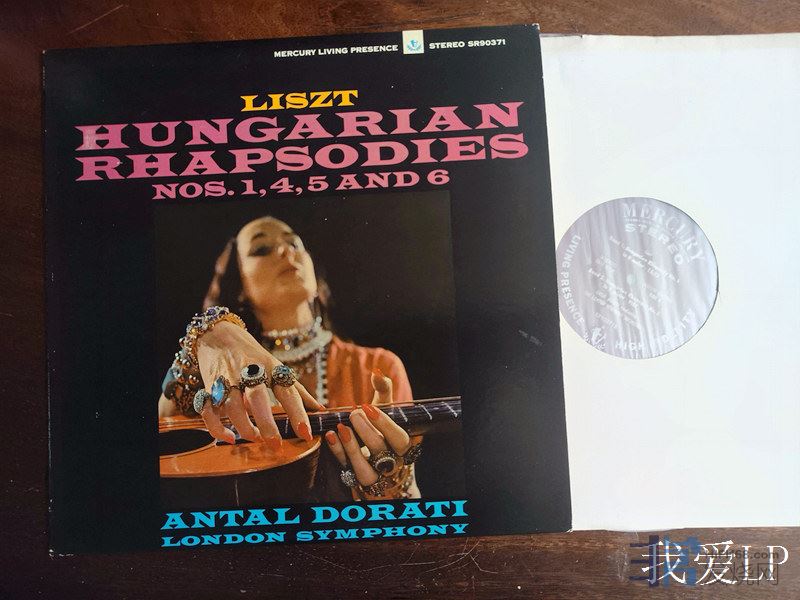 MERCURY LIVING PRESENCE STEREO SR90371
LISZT
HUNGARIAN
RHAPSODIES
NOS. 1, 4, 5 AND 6
ANTAL DORATI
LONDON SYMPHONY
MERCURY
STEREO
LIVING PRESENCE
HIGH FIDELITY
我爱LP